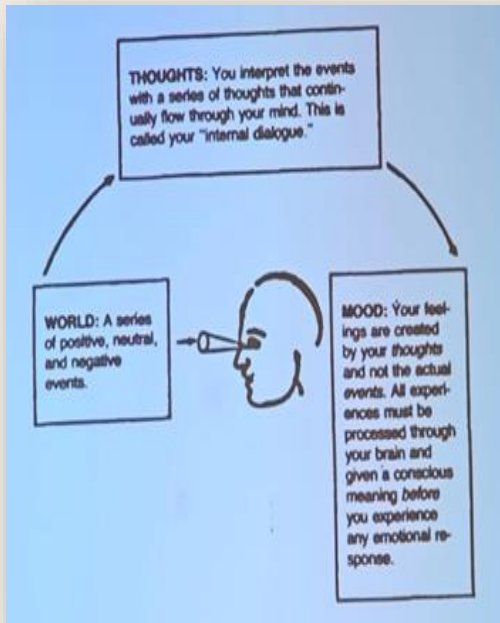 THOUGHTS: You interpret the events
with a series of thoughts that contin-
ually flow through your mind. This is
called your "internal dialogue."
WORLD: A series
of positive, neutral,
and negative
events.
MOOD: Your feel-
ings are created
by your thoughts
and not the actual
events. All experi-
ences must be
processed through
your brain and
given a conscious
meaning before
you experience
any emotional re-
sponse.